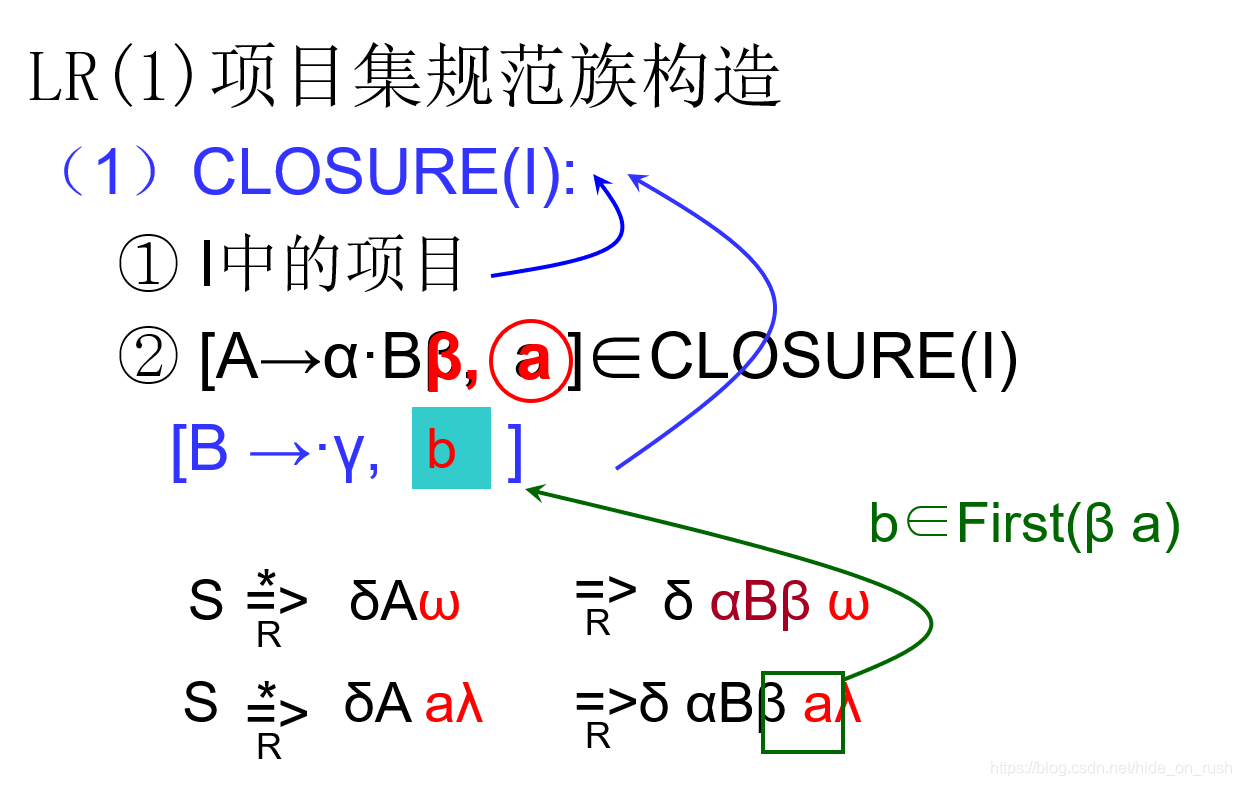 LR(1)项目集规范族构造
（1）CLOSURE(I):
① I中的项目
② [A→α·Bβ, a]∈CLOSURE(I)
[B →·γ, b ]
b∈First(β a)
S *=>R δAω =>R δ αBβ ω
S *=>R δA aλ =>R δ αBβ aλ
https://blog.csdn.net/hide_on_rush